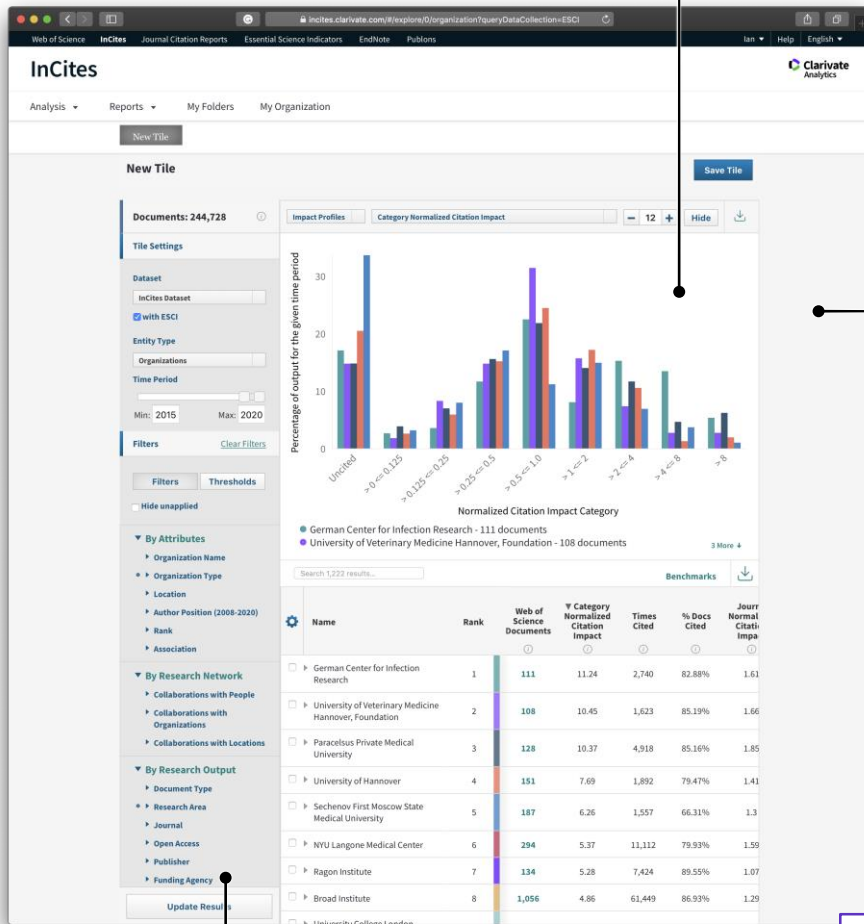 incites.clarivate.com/#/explore/0/organization?queryDataCollection=ESCI
Web of Science InCites Journal Citation Reports Essential Science Indicators EndNote Publons
Ian Help English
InCites
Clarivate
Analytics
Analysis Reports My Folders My Organization
New Tile
New Tile
Save Tile
Documents: 244,728
Tile Settings
Dataset
InCites Dataset
with ESCI
Entity Type
Organizations
Time Period
Min: 2015 Max: 2020
Filters Clear Filters
Filters Thresholds
Hide unapplied
By Attributes
Organization Name
Organization Type
Location
Author Position (2008-2020)
Rank
Association
By Research Network
Collaborations with People
Collaborations with
Organizations
Collaborations with Locations
By Research Output
Document Type
Research Area
Journal
Open Access
Publisher
Funding Agency
Update Results
Impact Profiles Category Normalized Citation Impact - 12 + Hide
Percentage of output for the given time period
30
20
10
0
Uncited > 0 <= 0.125 > 0.125 <= 0.25 > 0.25 <= 0.5 > 0.5 <= 1.0 > 1 <= 2 > 2 <= 4 > 4 <= 8 > 8
Normalized Citation Impact Category
German Center for Infection Research - 111 documents
University of Veterinary Medicine Hannover, Foundation - 108 documents
3 More
Search 1,222 results...
Benchmarks
Name Rank Web of Science Documents Category Normalized Citation Impact Times Cited % Docs Cited Journ Normal Citatio Impa
German Center for Infection Research 1 111 11.24 2,740 82.88% 1.61
University of Veterinary Medicine Hannover, Foundation 2 108 10.45 1,623 85.19% 1.66
Paracelsus Private Medical University 3 128 10.37 4,918 85.16% 1.85
University of Hannover 4 151 7.69 1,892 79.47% 1.41
Sechenov First Moscow State Medical University 5 187 6.26 1,557 66.31% 1.3
NYU Langone Medical Center 6 294 5.37 11,112 79.93% 1.59
Ragon Institute 7 134 5.28 7,424 89.55% 1.07
Broad Institute 8 1,056 4.86 61,449 86.93% 1.29
University College London